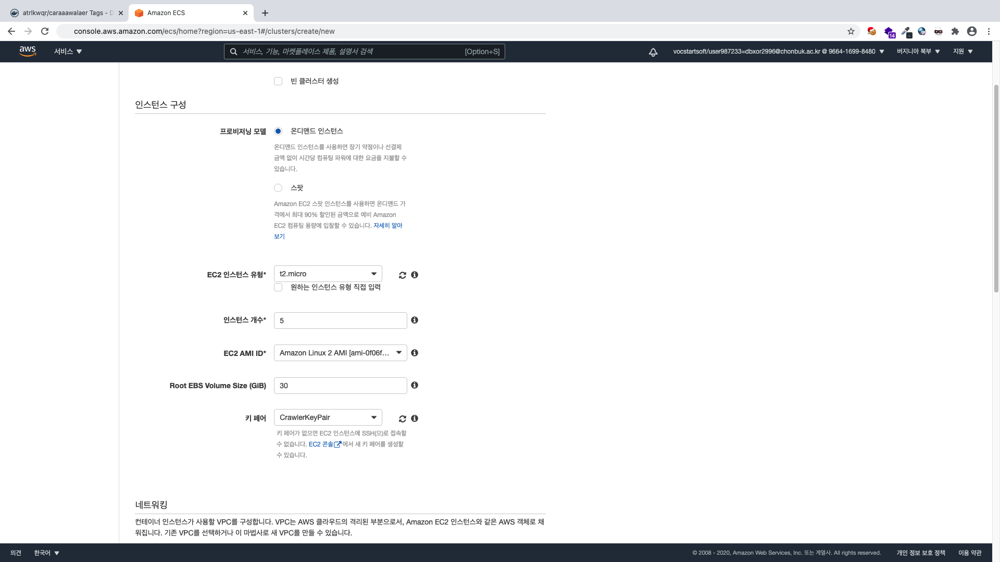 atrlkwqr/caraaawalaer Tags - D
Amazon ECS
console.aws.amazon.com/ecs/home?region=us-east-1#/clusters/create/new
14
aws
서비스
서비스, 기능, 마켓플레이스 제품, 설명서 검색
[Option+S]
vocstartsoft/user987233=dbxor2996@chonbuk.ac.kr @ 9664-1699-8480
버지니아 북부
지원
빈 클러스터 생성
인스턴스 구성
프로비저닝 모델
온디맨드 인스턴스
온디맨드 인스턴스를 사용하면 장기 약정이나 선결제
금액 없이 시간당 컴퓨팅 파워에 대한 요금을 지불할 수
있습니다.
스팟
Amazon EC2 스팟 인스턴스를 사용하면 온디맨드 가
격에서 최대 90% 할인된 금액으로 예비 Amazon
EC2 컴퓨팅 용량에 입찰할 수 있습니다. 자세히 알아
보기
EC2 인스턴스 유형*
t2.micro
원하는 인스턴스 유형 직접 입력
인스턴스 개수*
5
EC2 AMI ID*
Amazon Linux 2 AMI [ami-0f06f...
Root EBS Volume Size (GiB)
30
키 페어
CrawlerKeyPair
키 페어가 없으면 EC2 인스턴스에 SSH(으)로 접속할
수 없습니다. EC2 콘솔에서 새 키 페어를 생성할
수 있습니다.
네트워킹
컨테이너 인스턴스가 사용할 VPC를 구성합니다. VPC는 AWS 클라우드의 격리된 부분으로서, Amazon EC2 인스턴스와 같은 AWS 객체로 채
워집니다. 기존 VPC를 선택하거나 이 마법사로 새 VPC를 만들 수 있습니다.
의견
한국어
© 2008 - 2020, Amazon Web Services, Inc. 또는 계열사. All rights reserved.
개인 정보 보호 정책
이용 약관